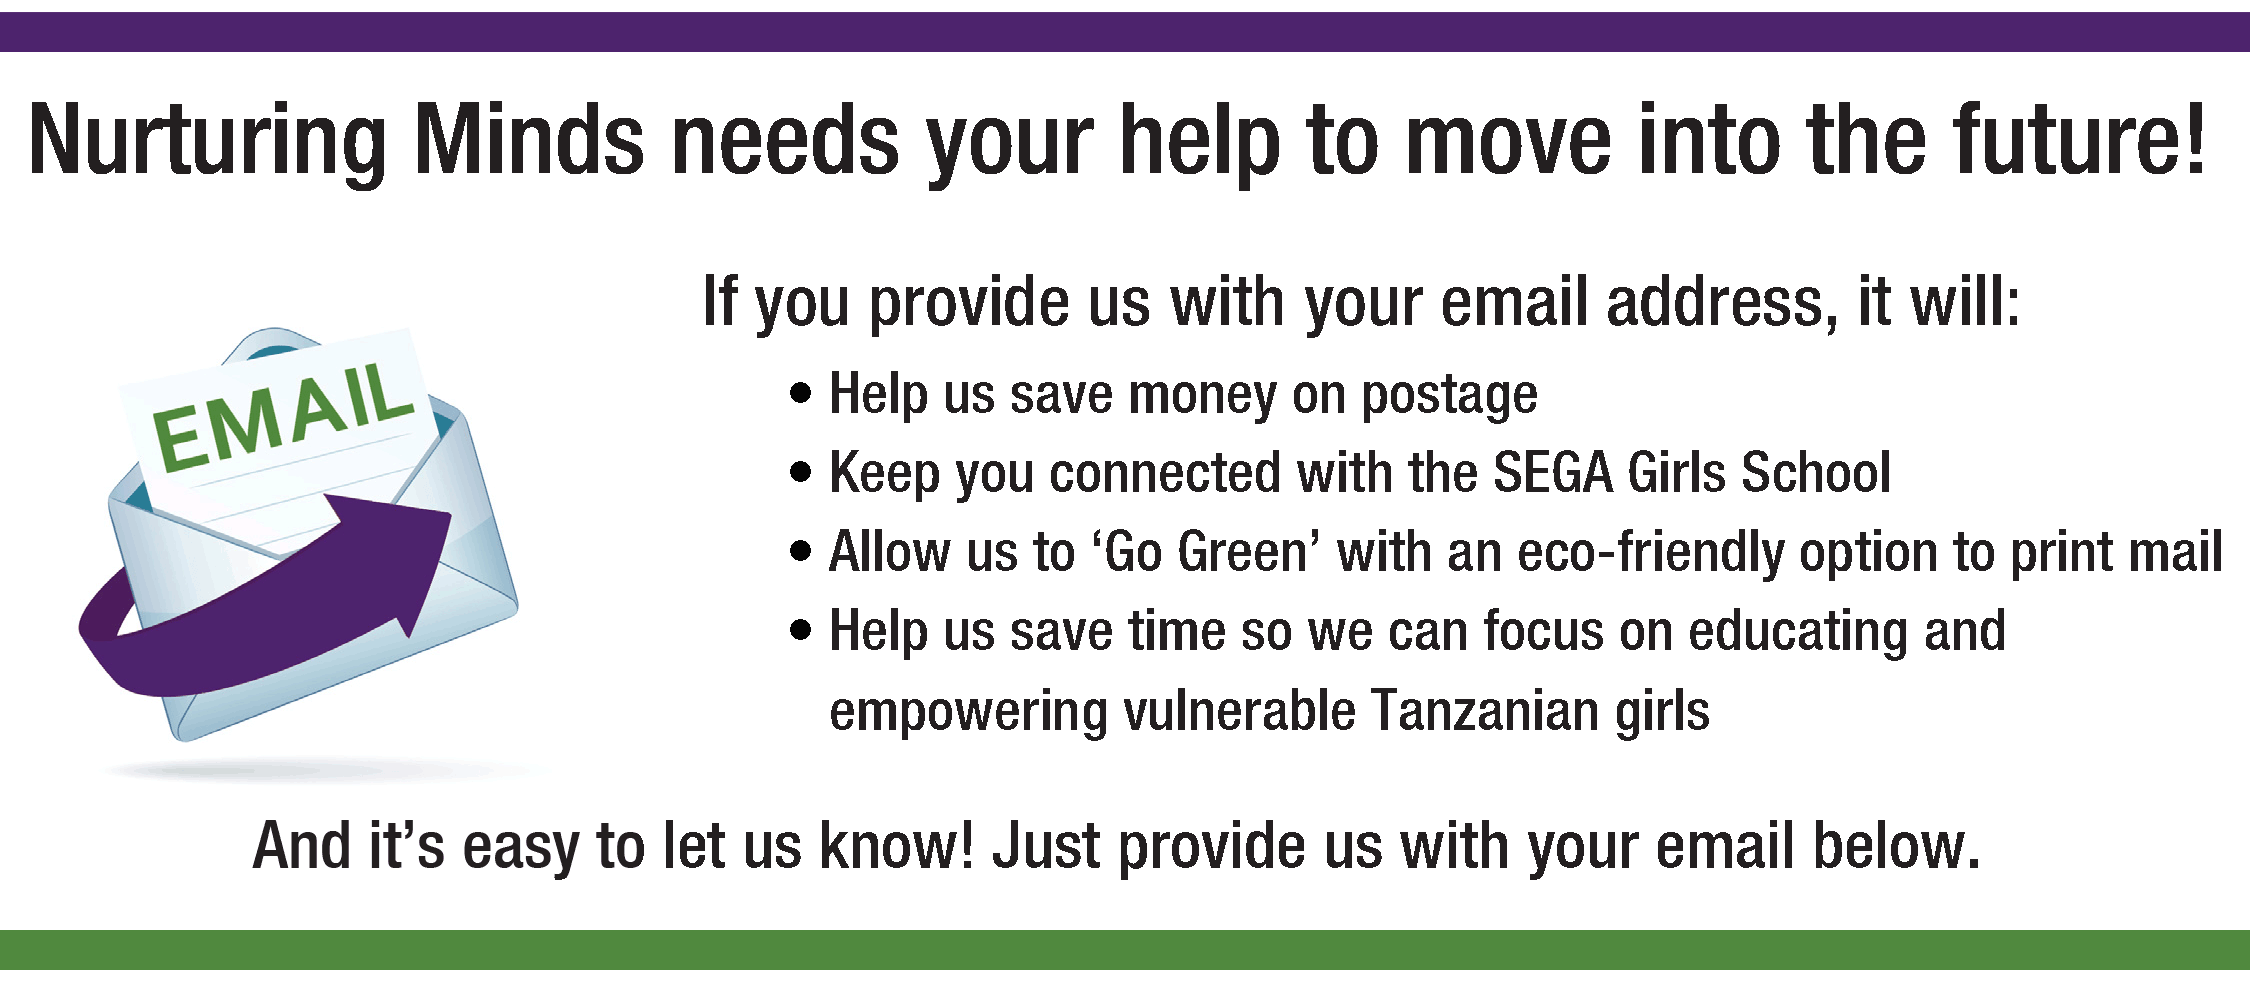 Nurturing Minds needs your help to move into the future!
If you provide us with your email address, it will:
EMAIL
• Help us save money on postage
• Keep you connected with the SEGA Girls School
• Allow us to ‘Go Green’ with an eco-friendly option to print mail
• Help us save time so we can focus on educating and
empowering vulnerable Tanzanian girls
And it’s easy to let us know! Just provide us with your email below.